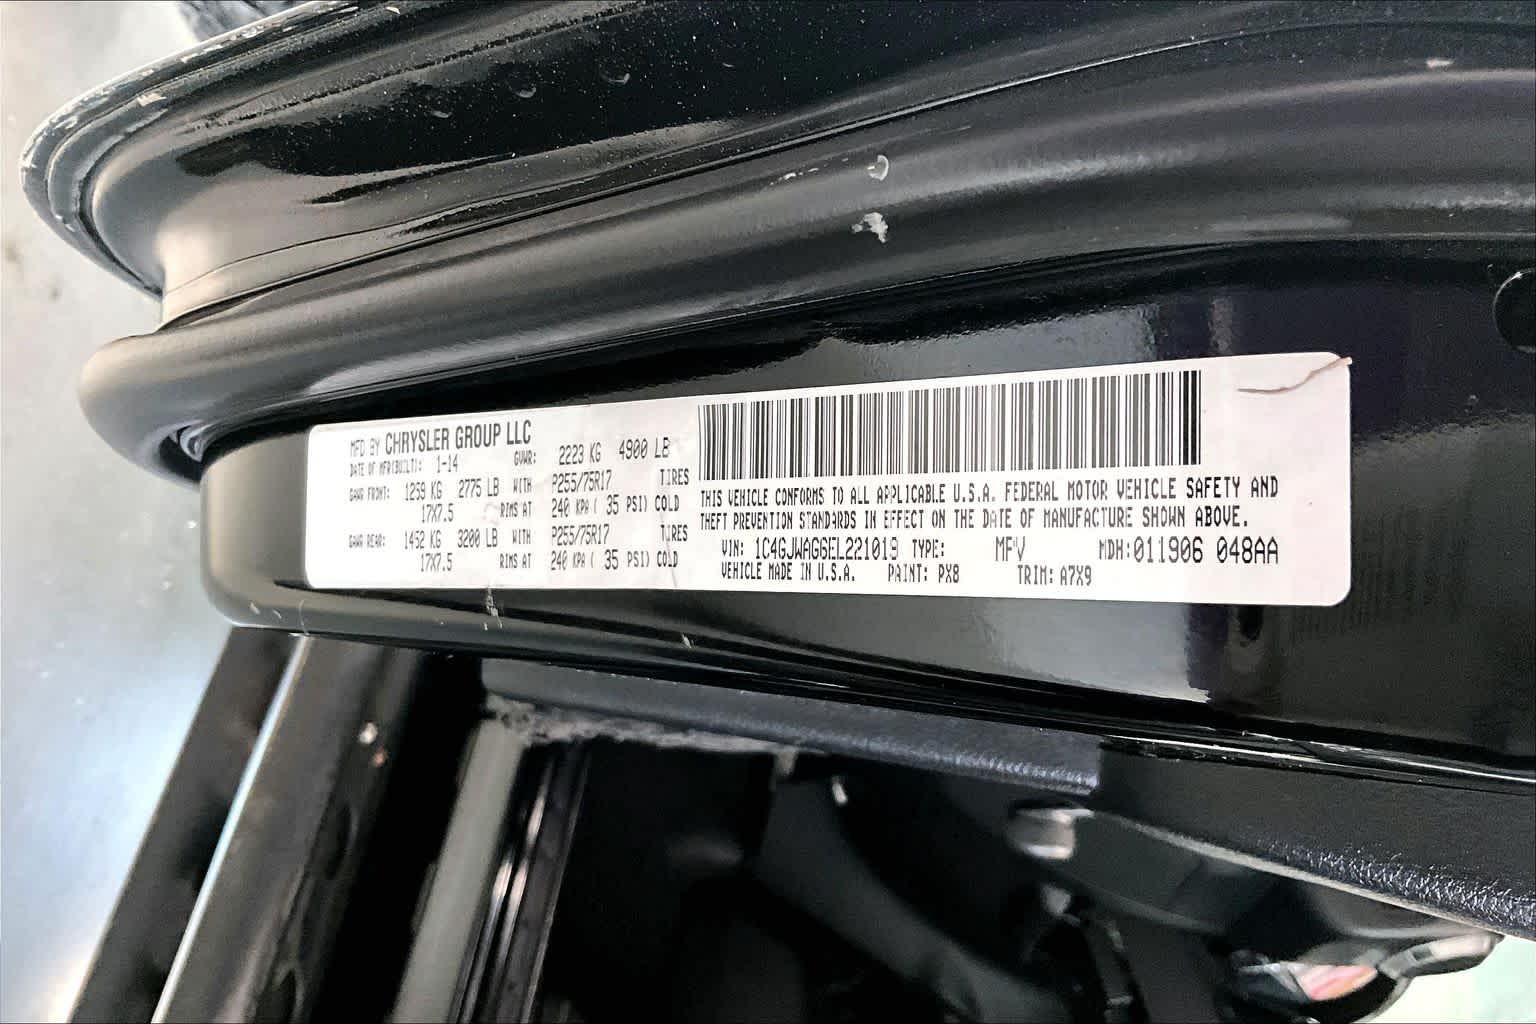 MFD BY CHRYSLER GROUP LLC
DATE OF MFR(BUILT): 1-14 GVWR: 2223 KG 4900 LB
GAWR FRONT: 1259 KG 2775 LB WITH P255/75R17 TIRES
17X7.5 RIMS AT 240 KPA ( 35 PSI) COLD
GAWR REAR: 1452 KG 3200 LB WITH P255/75R17 TIRES
17X7.5 RIMS AT 240 KPA ( 35 PSI) COLD
THIS VEHICLE CONFORMS TO ALL APPLICABLE U.S.A. FEDERAL MOTOR VEHICLE SAFETY AND
THEFT PREVENTION STANDARDS IN EFFECT ON THE DATE OF MANUFACTURE SHOWN ABOVE.
VIN: 1C4GJWAG6EL221019 TYPE: MPV MDH:011906 048AA
VEHICLE MADE IN U.S.A. PAINT: PX8 TRIM: A7X9